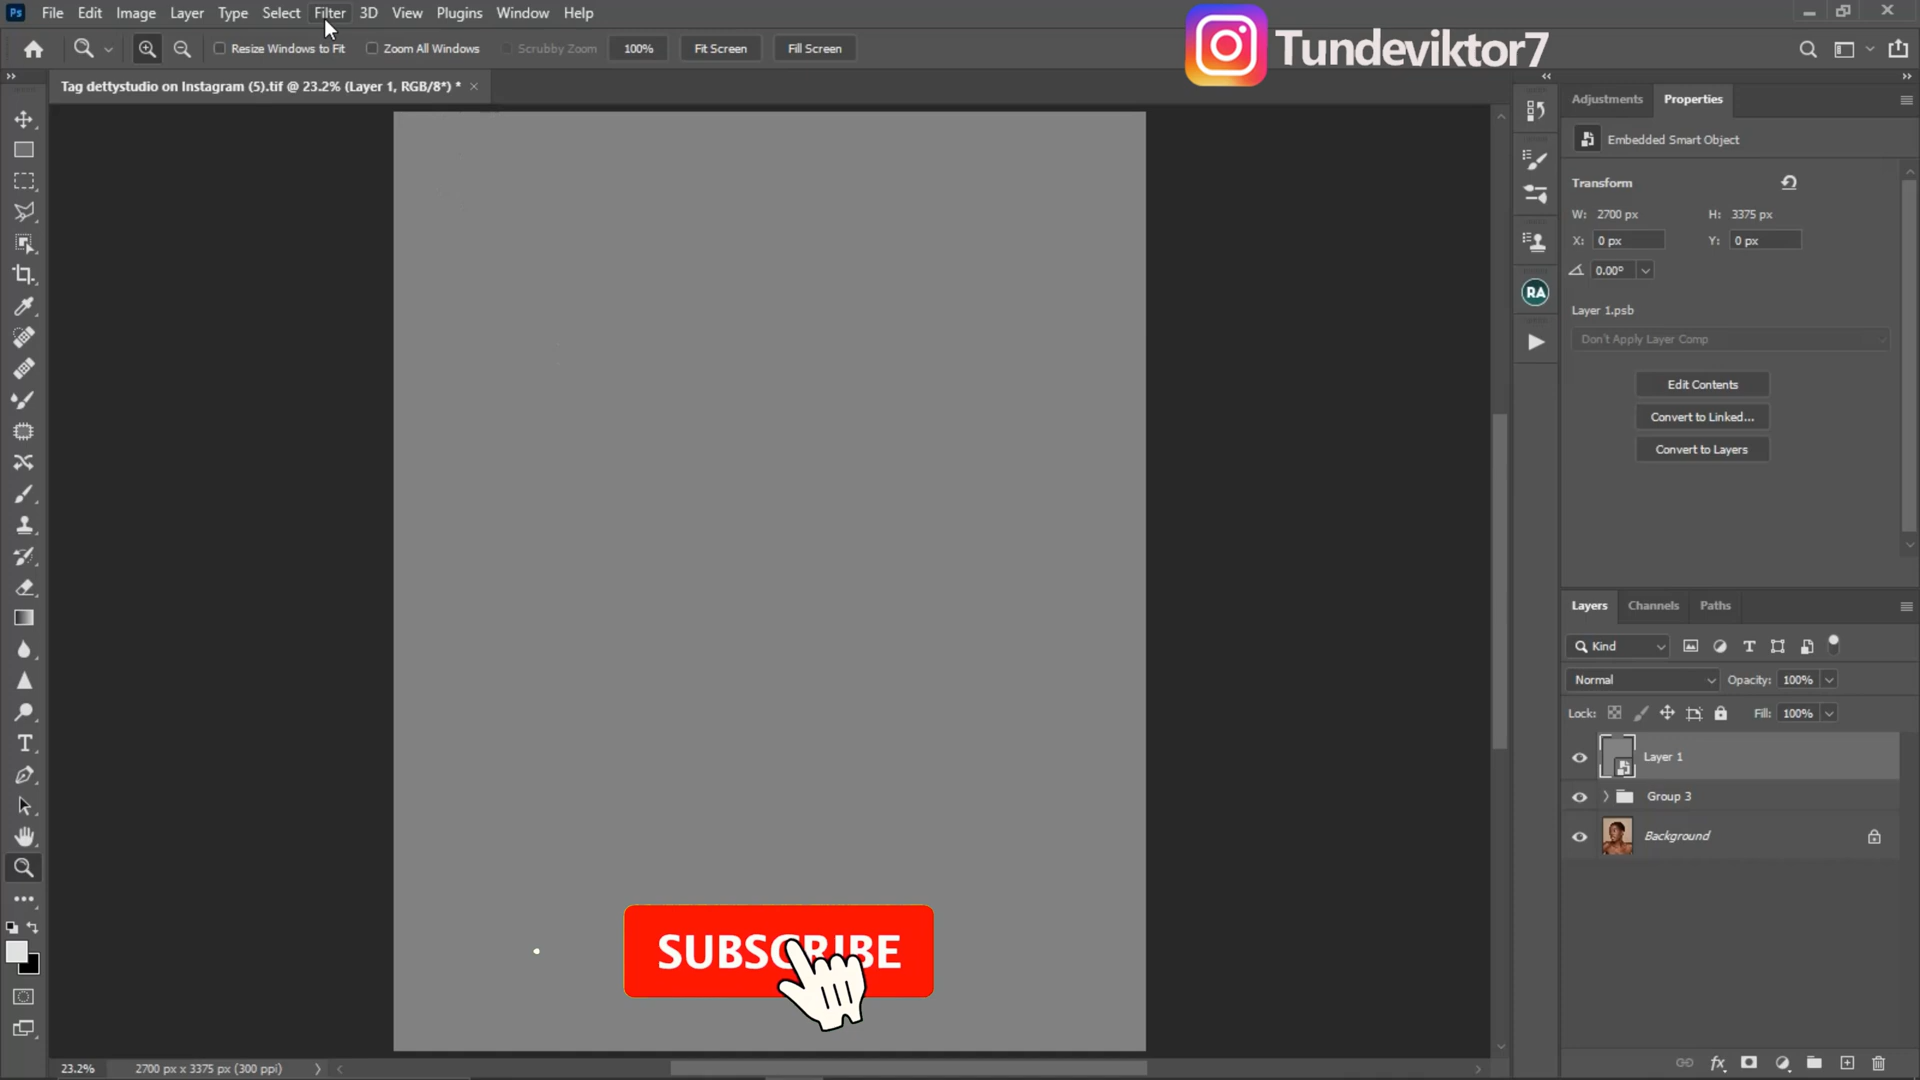 Ps File Edit Image Layer Type Select Filter 3D View Plugins Window Help
Resize Windows to Fit Zoom All Windows Scrubby Zoom 100% Fit Screen Fill Screen
Tundeviktor7
Tag dettystudio on Instagram (5).tif @ 23.2% (Layer 1, RGB/8*) *
Adjustments Properties
Embedded Smart Object
Transform
W: 2700 px H: 3375 px
X: 0 px Y: 0 px
0.00°
RA
Layer 1.psb
Don't Apply Layer Comp
Edit Contents
Convert to Linked...
Convert to Layers
Layers Channels Paths
Kind
Normal Opacity: 100%
Lock: Fill: 100%
Layer 1
Group 3
Background
SUBSCRIBE
23.2% 2700 px x 3375 px (300 ppi)